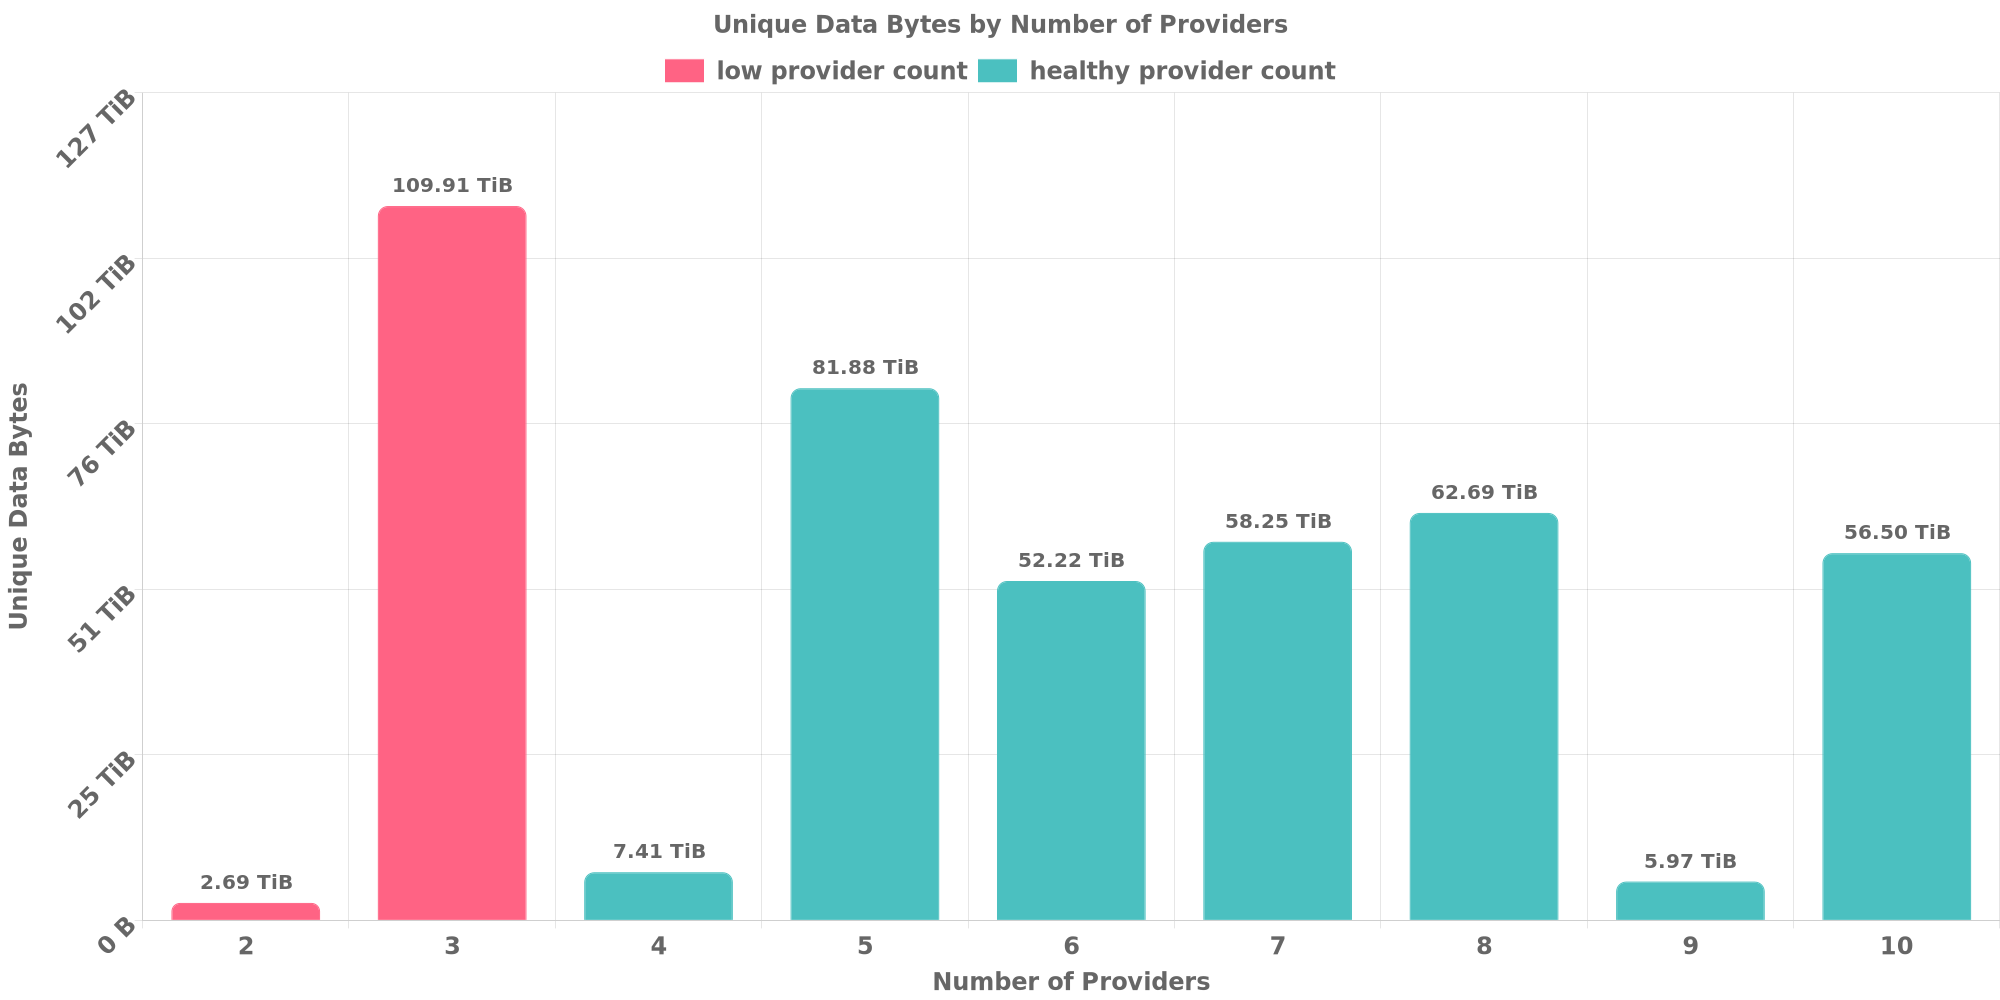 Unique Data Bytes by Number of Providers
low provider count healthy provider count
127 TiB
102 TiB
76 TiB
51 TiB
25 TiB
0 B
Unique Data Bytes
2.69 TiB
109.91 TiB
7.41 TiB
81.88 TiB
52.22 TiB
58.25 TiB
62.69 TiB
5.97 TiB
56.50 TiB
2 3 4 5 6 7 8 9 10
Number of Providers